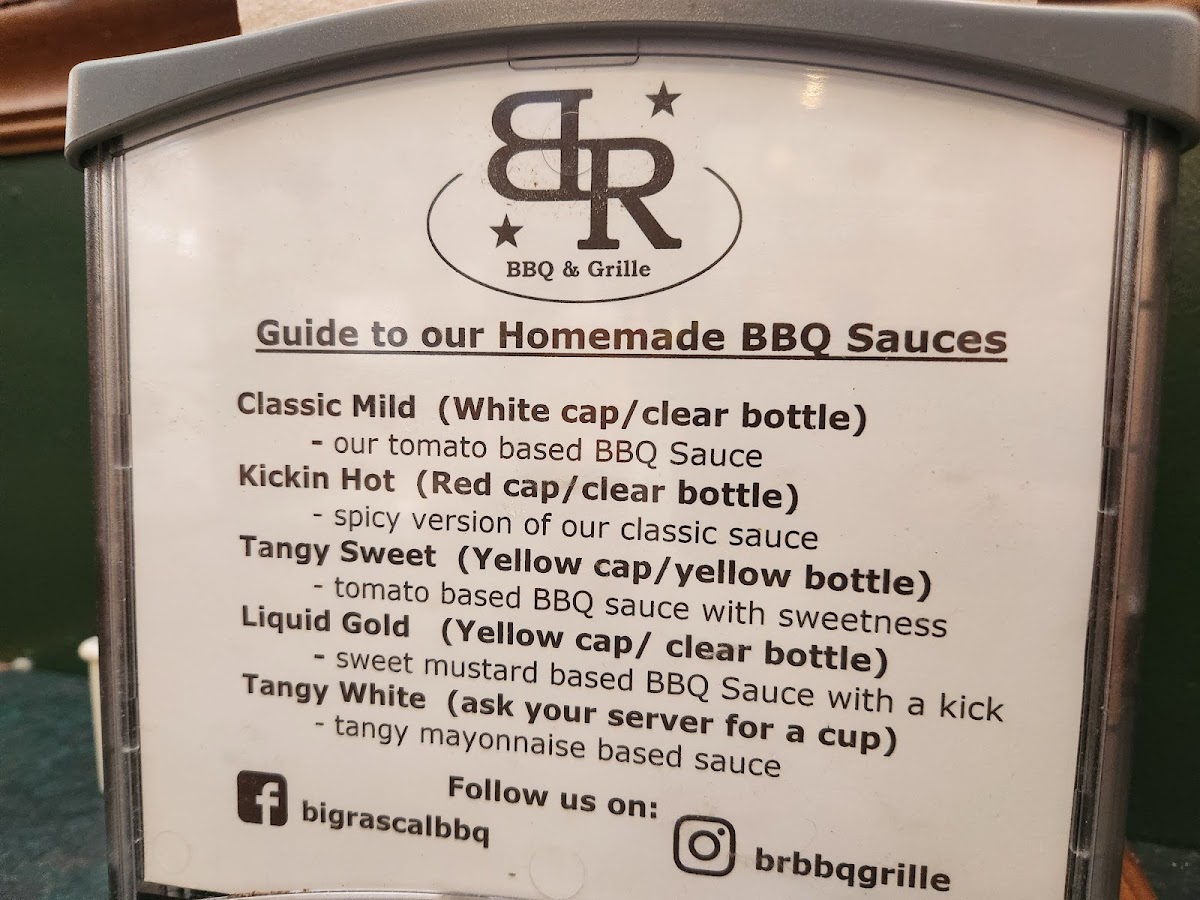 BR
BBQ & Grille
Guide to our Homemade BBQ Sauces
Classic Mild (White cap/clear bottle)
- our tomato based BBQ Sauce
Kickin Hot (Red cap/clear bottle)
- spicy version of our classic sauce
Tangy Sweet (Yellow cap/yellow bottle)
- tomato based BBQ sauce with sweetness
Liquid Gold (Yellow cap/ clear bottle)
- sweet mustard based BBQ Sauce with a kick
Tangy White (ask your server for a cup)
- tangy mayonnaise based sauce
Follow us on:
bigrascalbbq
brbbqgrille